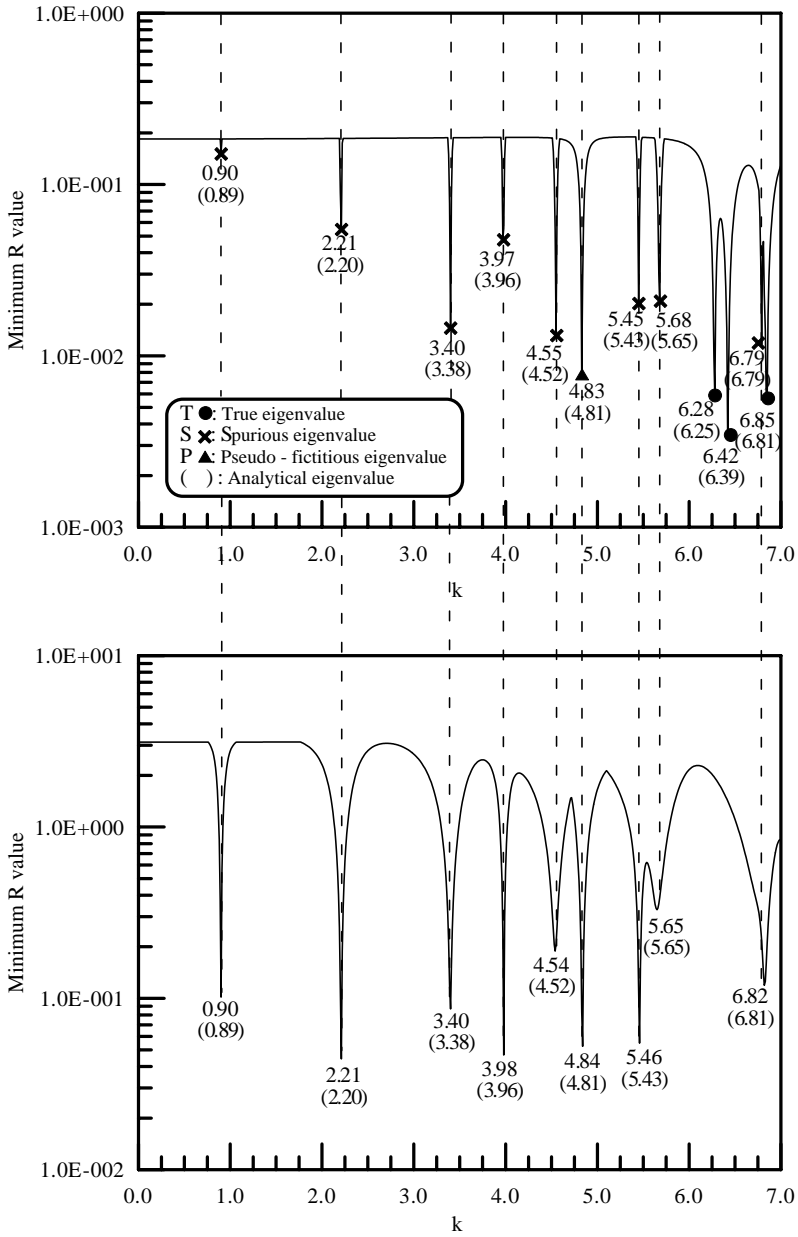 1.0E+000
1.0E-001
1.0E-002
1.0E-003
Minimum R value
0.90
(0.89)
2.21
(2.20)
3.40
(3.38)
3.97
(3.96)
4.55
(4.52)
4.83
(4.81)
5.45
(5.43)
5.68
(5.65)
6.28
(6.25)
6.42
(6.39)
6.79
(6.79)
6.85
(6.81)
T ●: True eigenvalue
S ×: Spurious eigenvalue
P ▲: Pseudo - fictitious eigenvalue
( ) : Analytical eigenvalue
0.0 1.0 2.0 3.0 4.0 5.0 6.0 7.0
k
1.0E+001
1.0E+000
1.0E-001
1.0E-002
Minimum R value
0.90
(0.89)
2.21
(2.20)
3.40
(3.38)
3.98
(3.96)
4.54
(4.52)
4.84
(4.81)
5.46
(5.43)
5.65
(5.65)
6.82
(6.81)
0.0 1.0 2.0 3.0 4.0 5.0 6.0 7.0
k